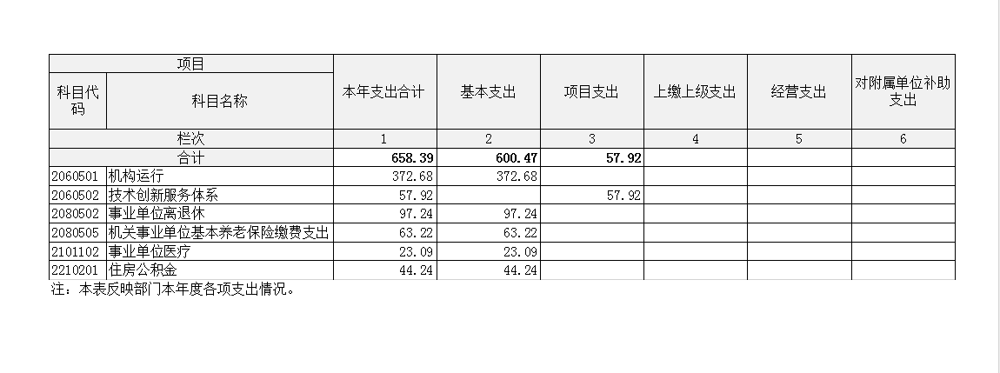 项目
科目代码 科目名称 本年支出合计 基本支出 项目支出 上缴上级支出 经营支出 对附属单位补助支出
栏次 1 2 3 4 5 6
合计 658.39 600.47 57.92
2060501 机构运行 372.68 372.68
2060502 技术创新服务体系 57.92 57.92
2080502 事业单位离退休 97.24 97.24
2080505 机关事业单位基本养老保险缴费支出 63.22 63.22
2101102 事业单位医疗 23.09 23.09
2210201 住房公积金 44.24 44.24
注：本表反映部门本年度各项支出情况。